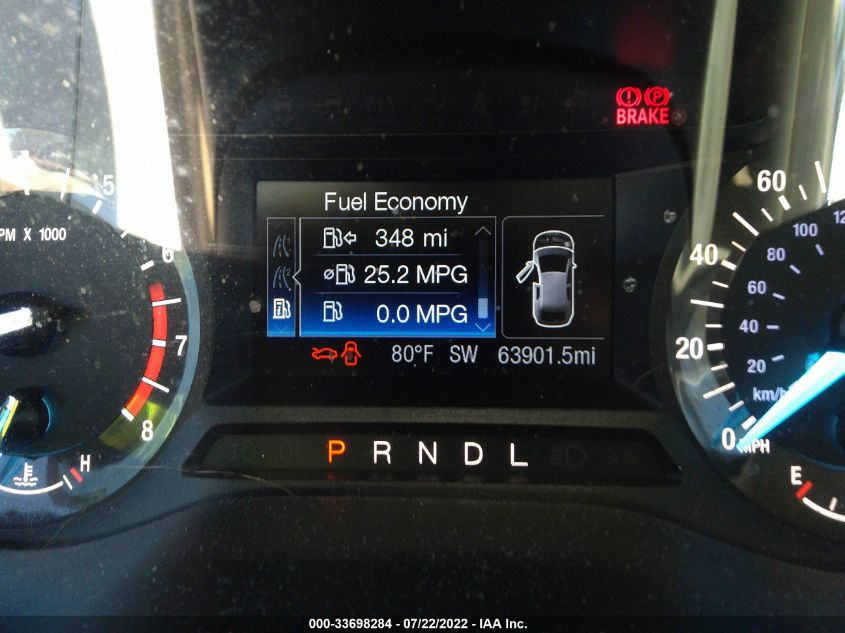 BRAKE
Fuel Economy
348 mi
25.2 MPG
0.0 MPG
80°F SW 63901.5mi
P R N D L
5
6
7
8
PM X 1000
H
60
40
20
0
MPH
100
80
60
40
20
km/h
12
E
000-33698284 - 07/22/2022 - IAA Inc.